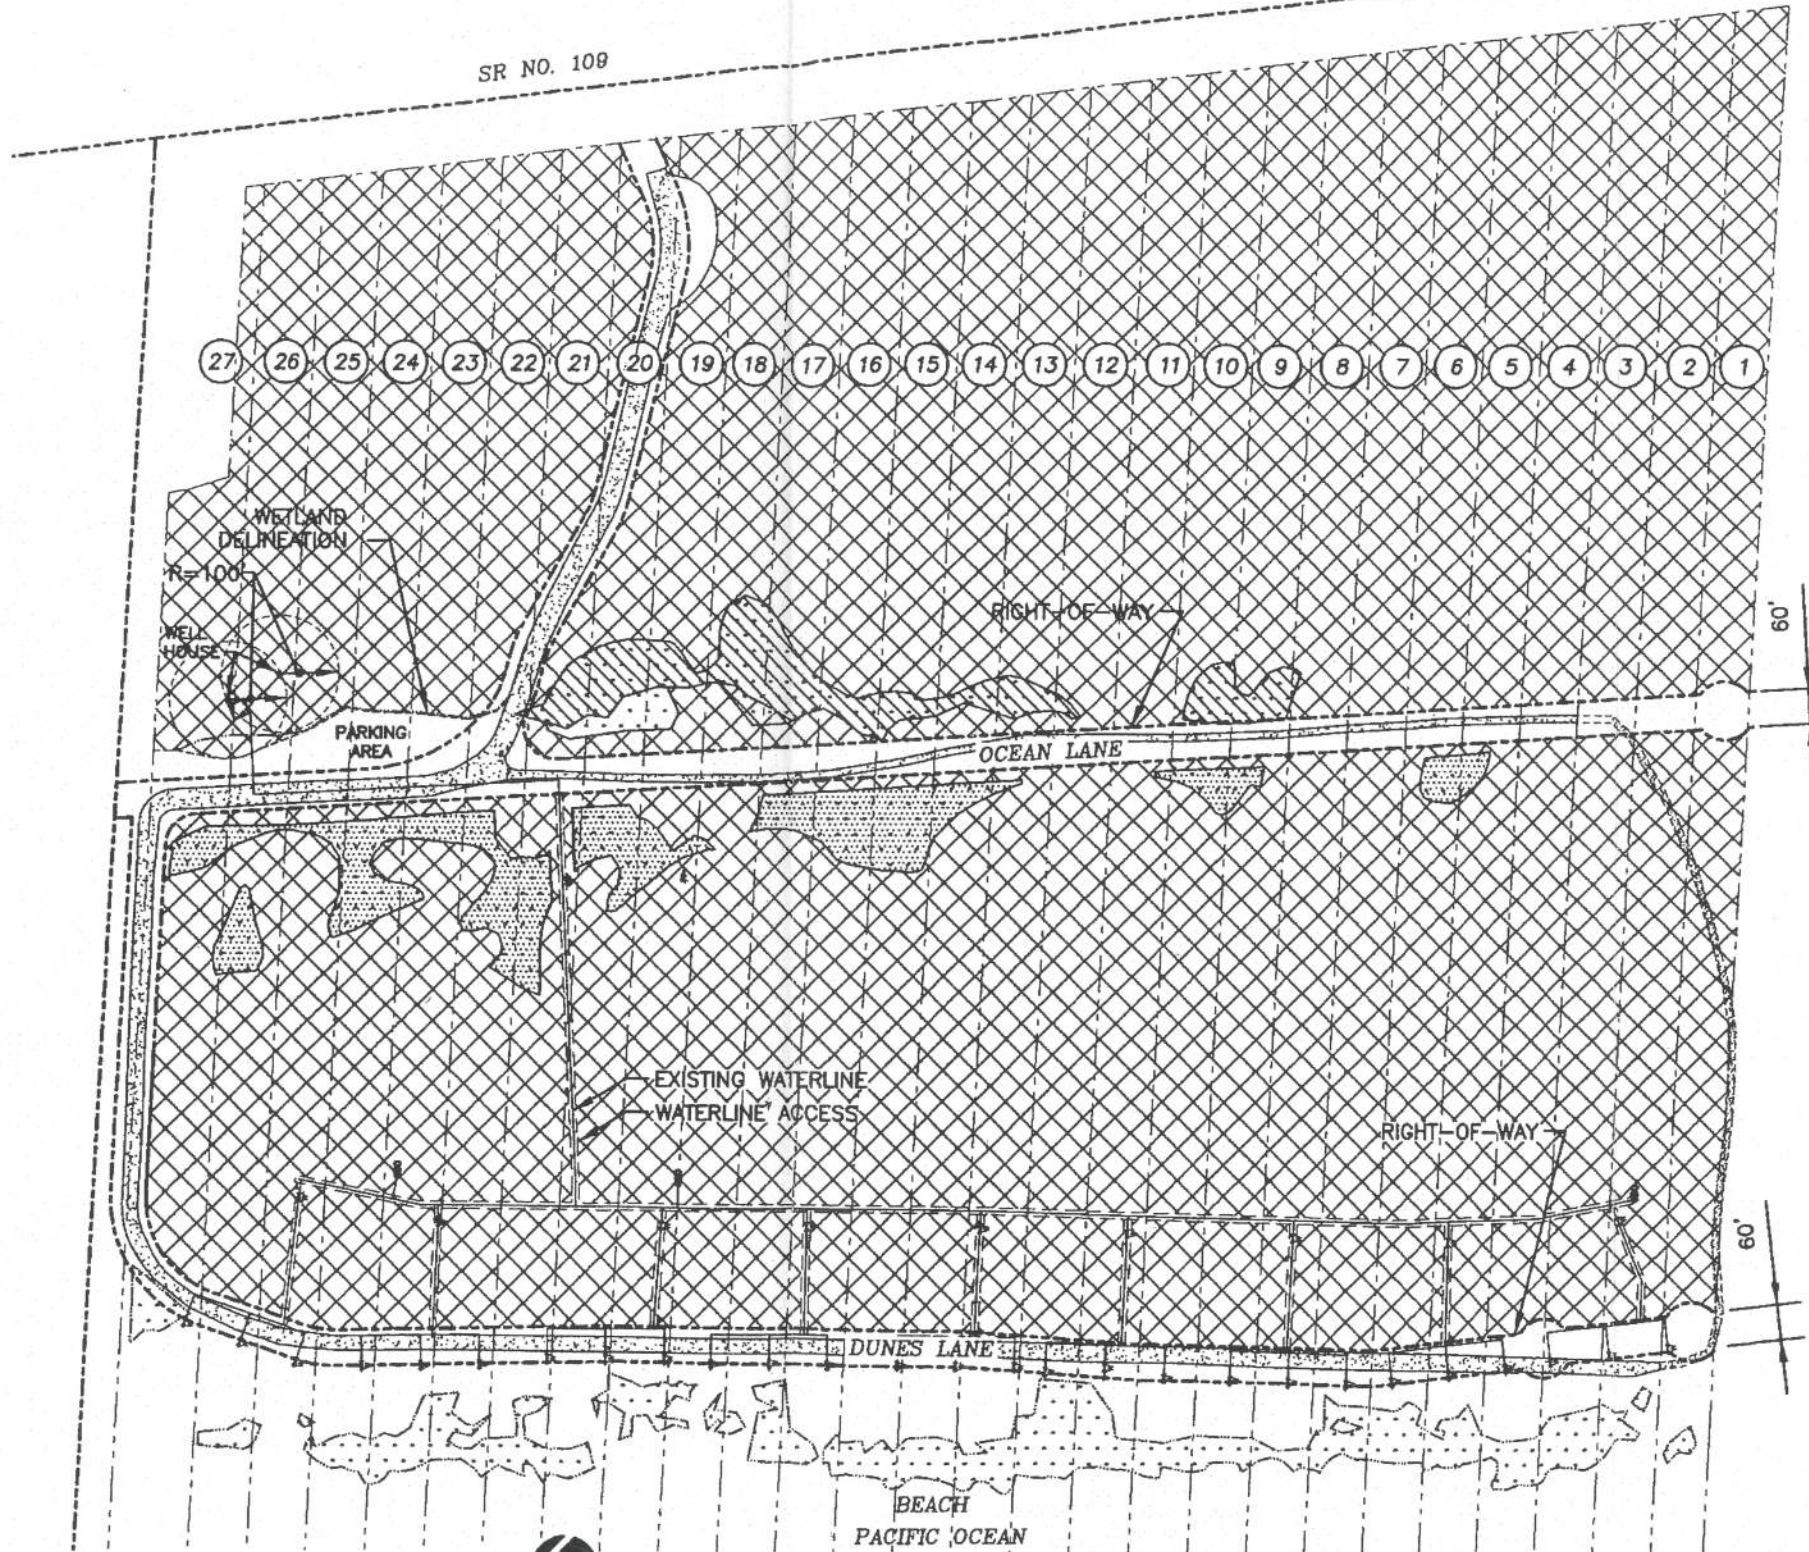 SR NO. 109
27 26 25 24 23 22 21 20 19 18 17 16 15 14 13 12 11 10 9 8 7 6 5 4 3 2 1
WETLAND
DELINEATION
R=100'
WELL
HOUSE
PARKING
AREA
RIGHT-OF-WAY
60'
OCEAN LANE
EXISTING WATERLINE
WATERLINE ACCESS
RIGHT-OF-WAY
60'
DUNES LANE
BEACH
PACIFIC OCEAN